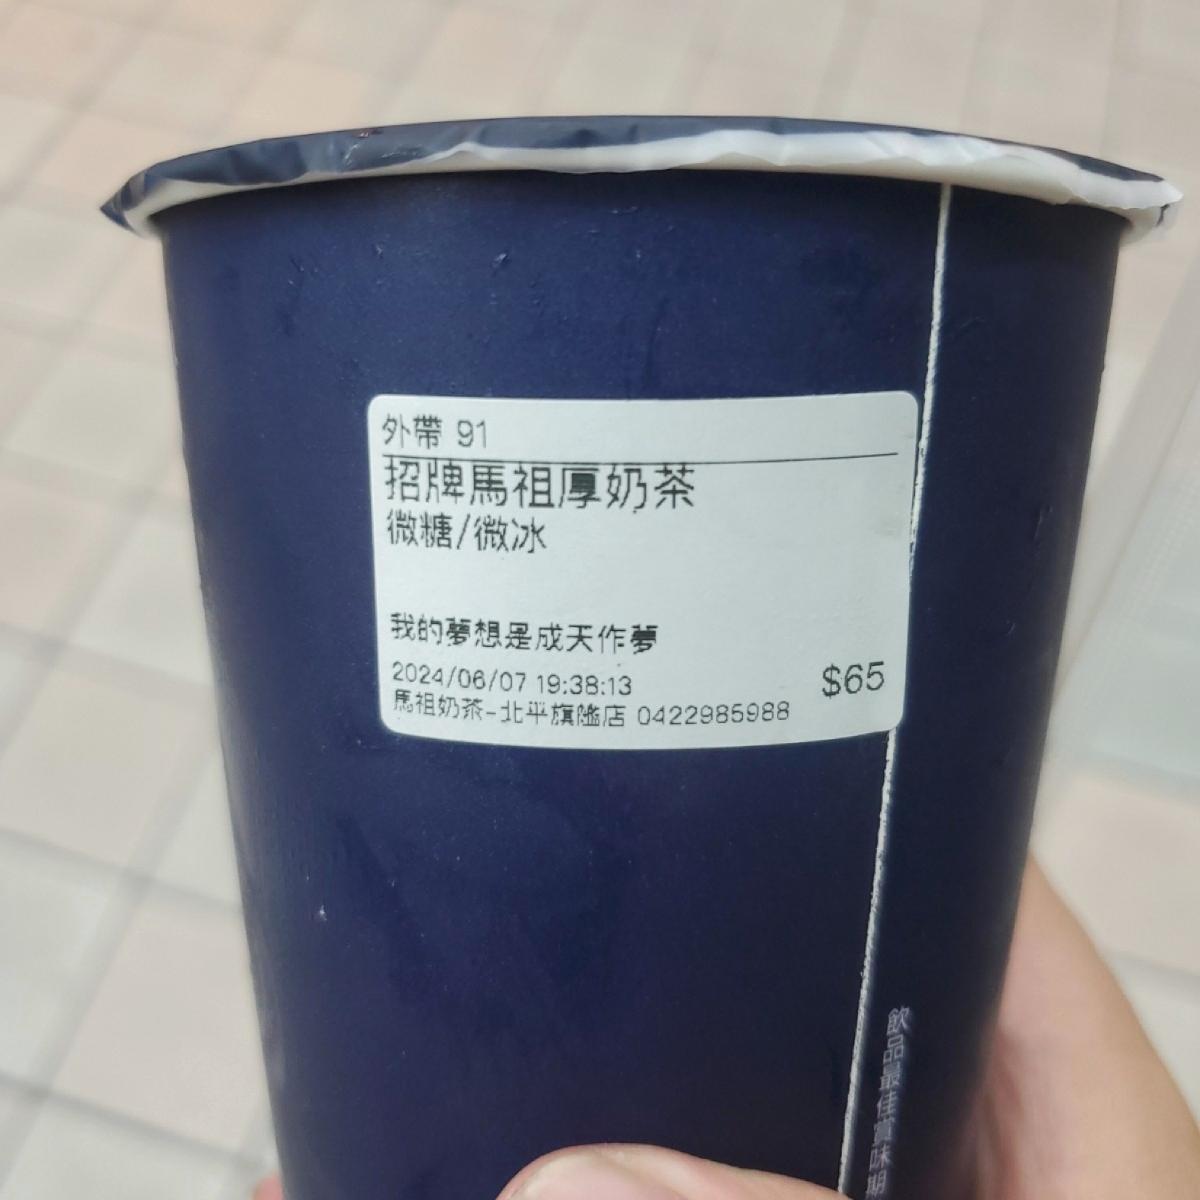 外帶 91
招牌馬祖厚奶茶
微糖/微冰
我的夢想是成天作夢
2024/06/07 19:38:13
$65
馬祖奶茶-北平旗艦店 0422985988
飲品最佳賞味期